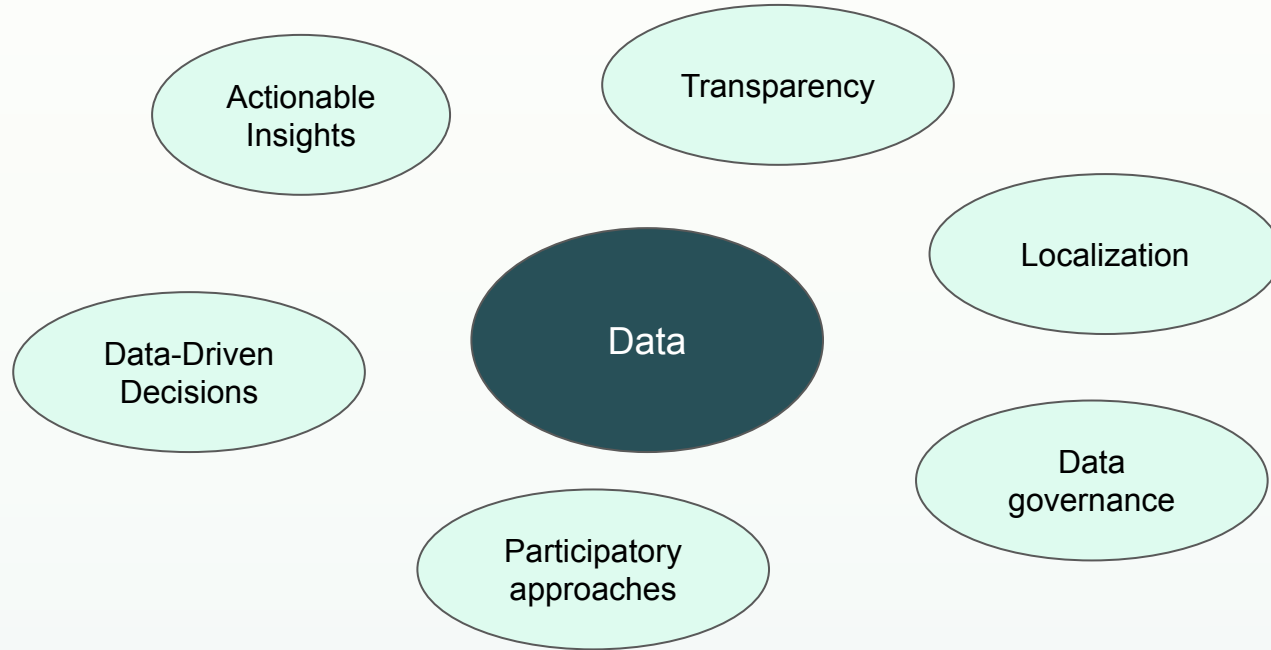 Actionable
Insights
Transparency
Localization
Data
Data-Driven
Decisions
Data
governance
Participatory
approaches